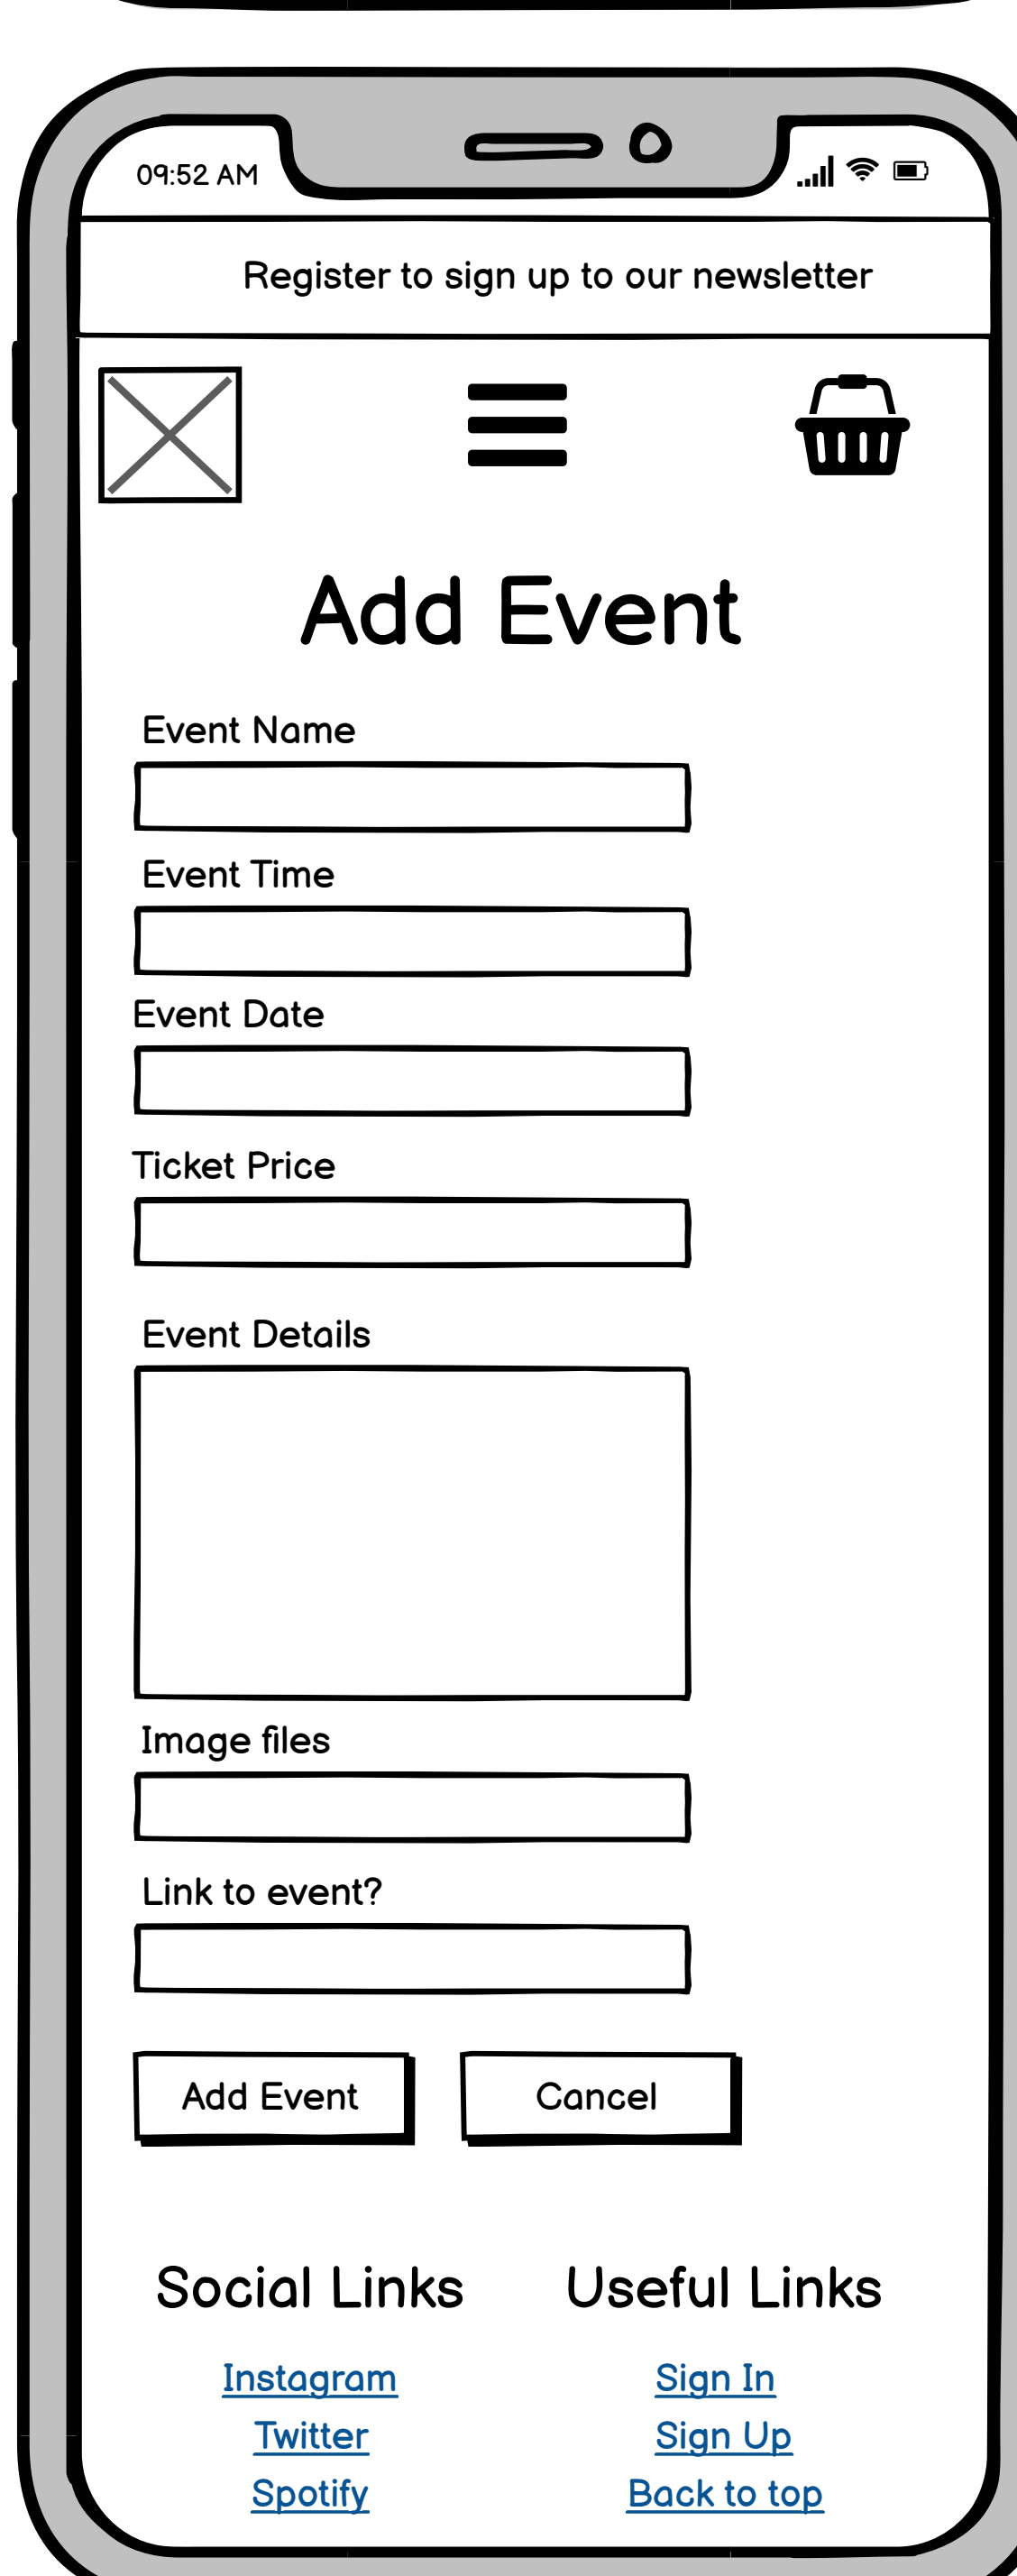 09:52 AM
Register to sign up to our newsletter
Add Event
Event Name
Event Time
Event Date
Ticket Price
Event Details
Image files
Link to event?
Add Event Cancel
Social Links Useful Links
Instagram Sign In
Twitter Sign Up
Spotify Back to top